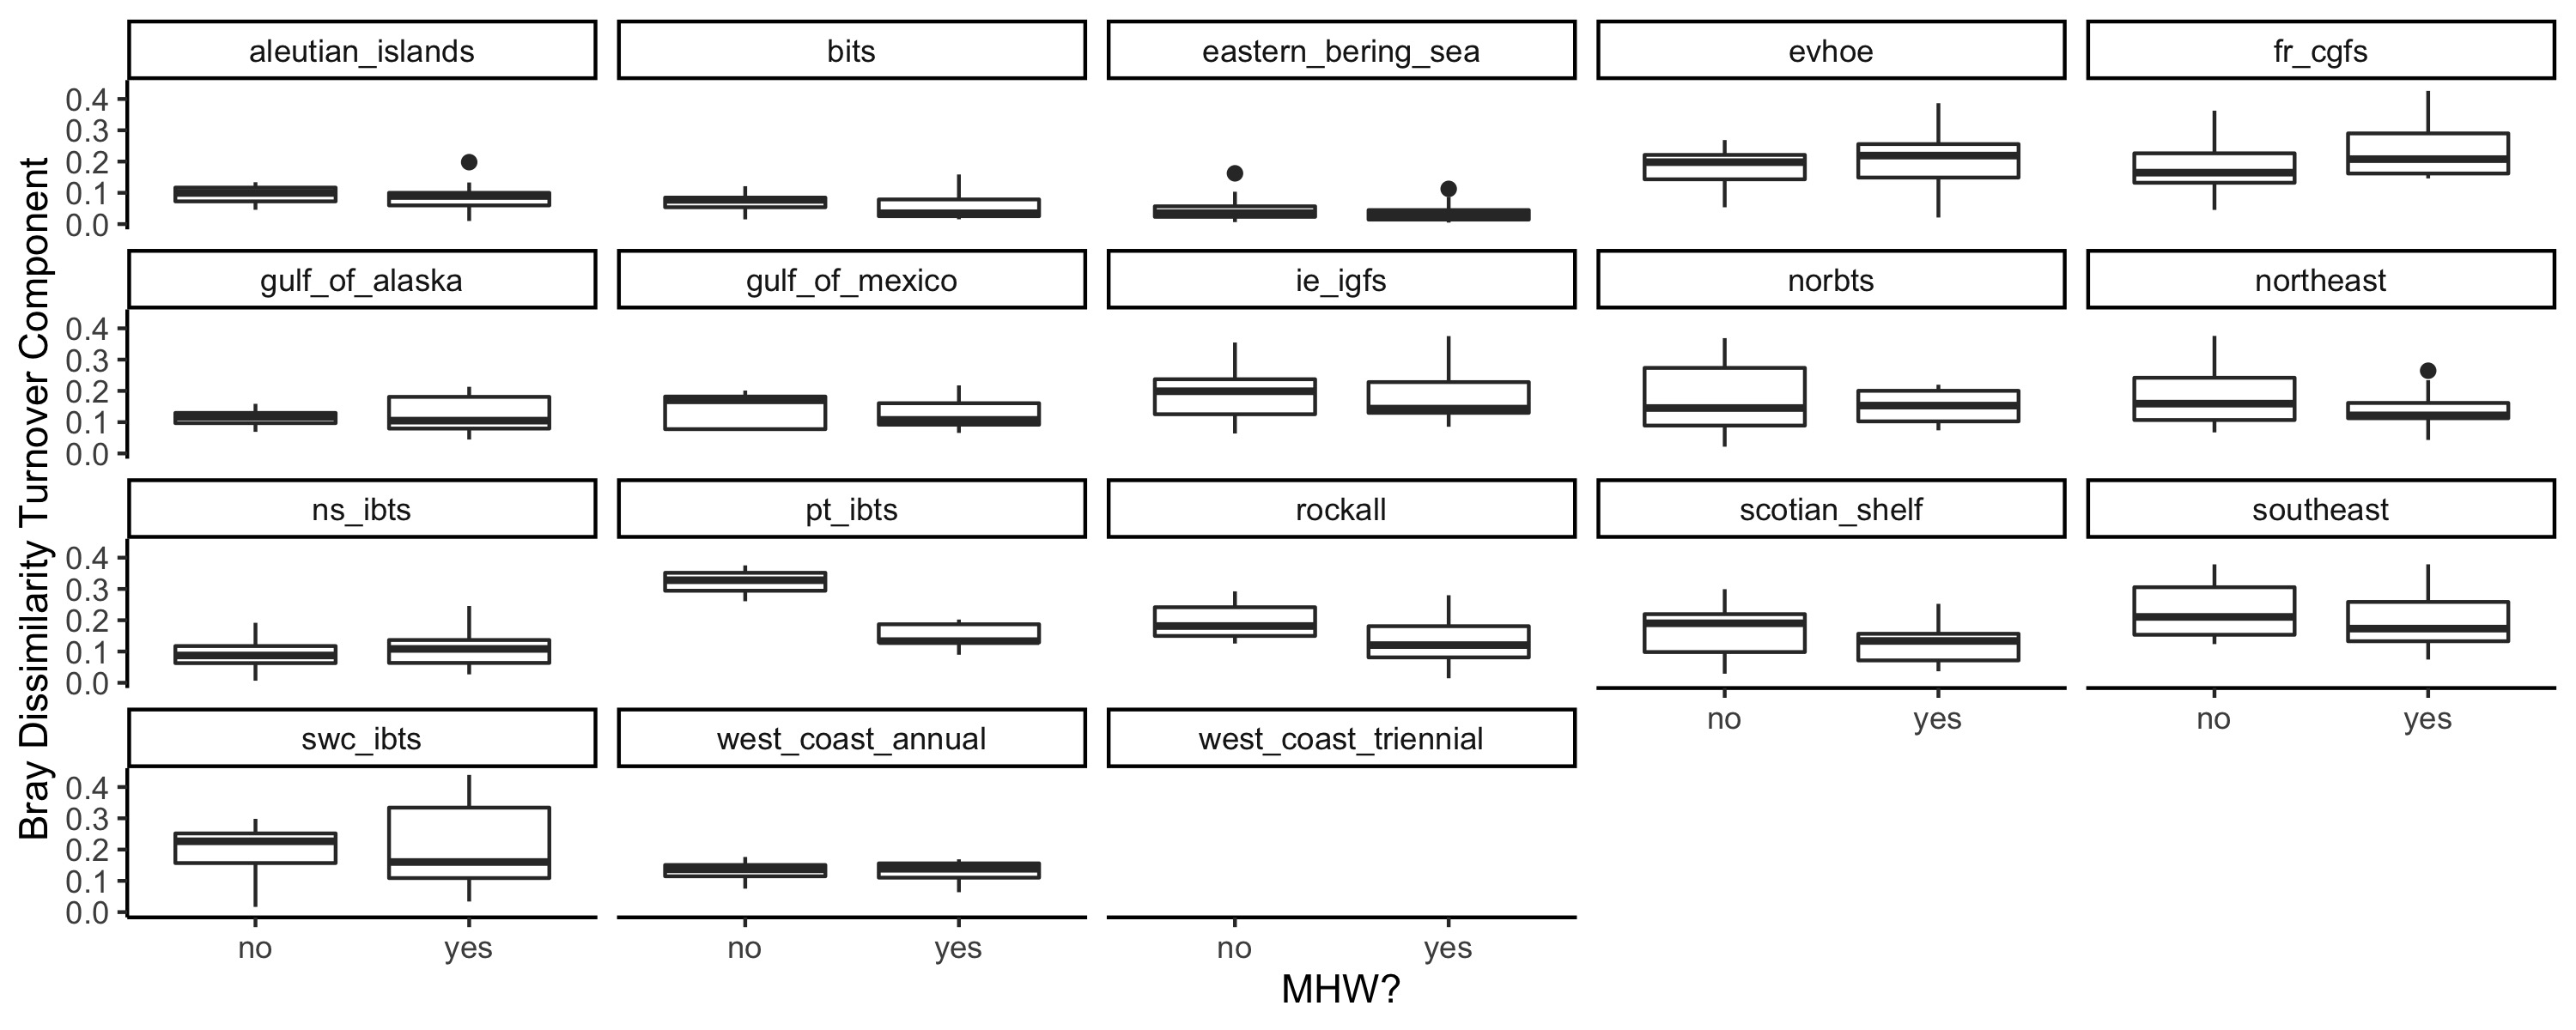 aleutian_islands bits eastern_bering_sea evhoe fr_cgfs
0.4
0.3
0.2
0.1
0.0
gulf_of_alaska gulf_of_mexico ie_igfs norbts northeast
0.4
0.3
0.2
0.1
0.0
ns_ibts pt_ibts rockall scotian_shelf southeast
0.4
0.3
0.2
0.1
0.0
no yes no yes
swc_ibts west_coast_annual west_coast_triennial
0.4
0.3
0.2
0.1
0.0
no yes no yes no yes
MHW?
Bray Dissimilarity Turnover Component